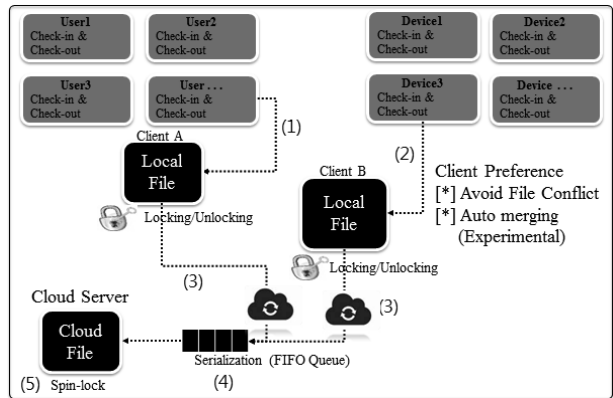 User1
Check-in &
Check-out
User2
Check-in &
Check-out
Device1
Check-in &
Check-out
Device2
Check-in &
Check-out
User3
Check-in &
Check-out
User . . .
Check-in &
Check-out
Device3
Check-in &
Check-out
Device ...
Check-in &
Check-out
(1)
(2)
Client A
Local
File
Locking/Unlocking
Client B
Local
File
Locking/Unlocking
Client Preference
[*] Avoid File Conflict
[*] Auto merging
(Experimental)
(3)
(3)
Cloud Server
Cloud
File
Serialization (FIFO Queue)
(4)
(5) Spin-lock